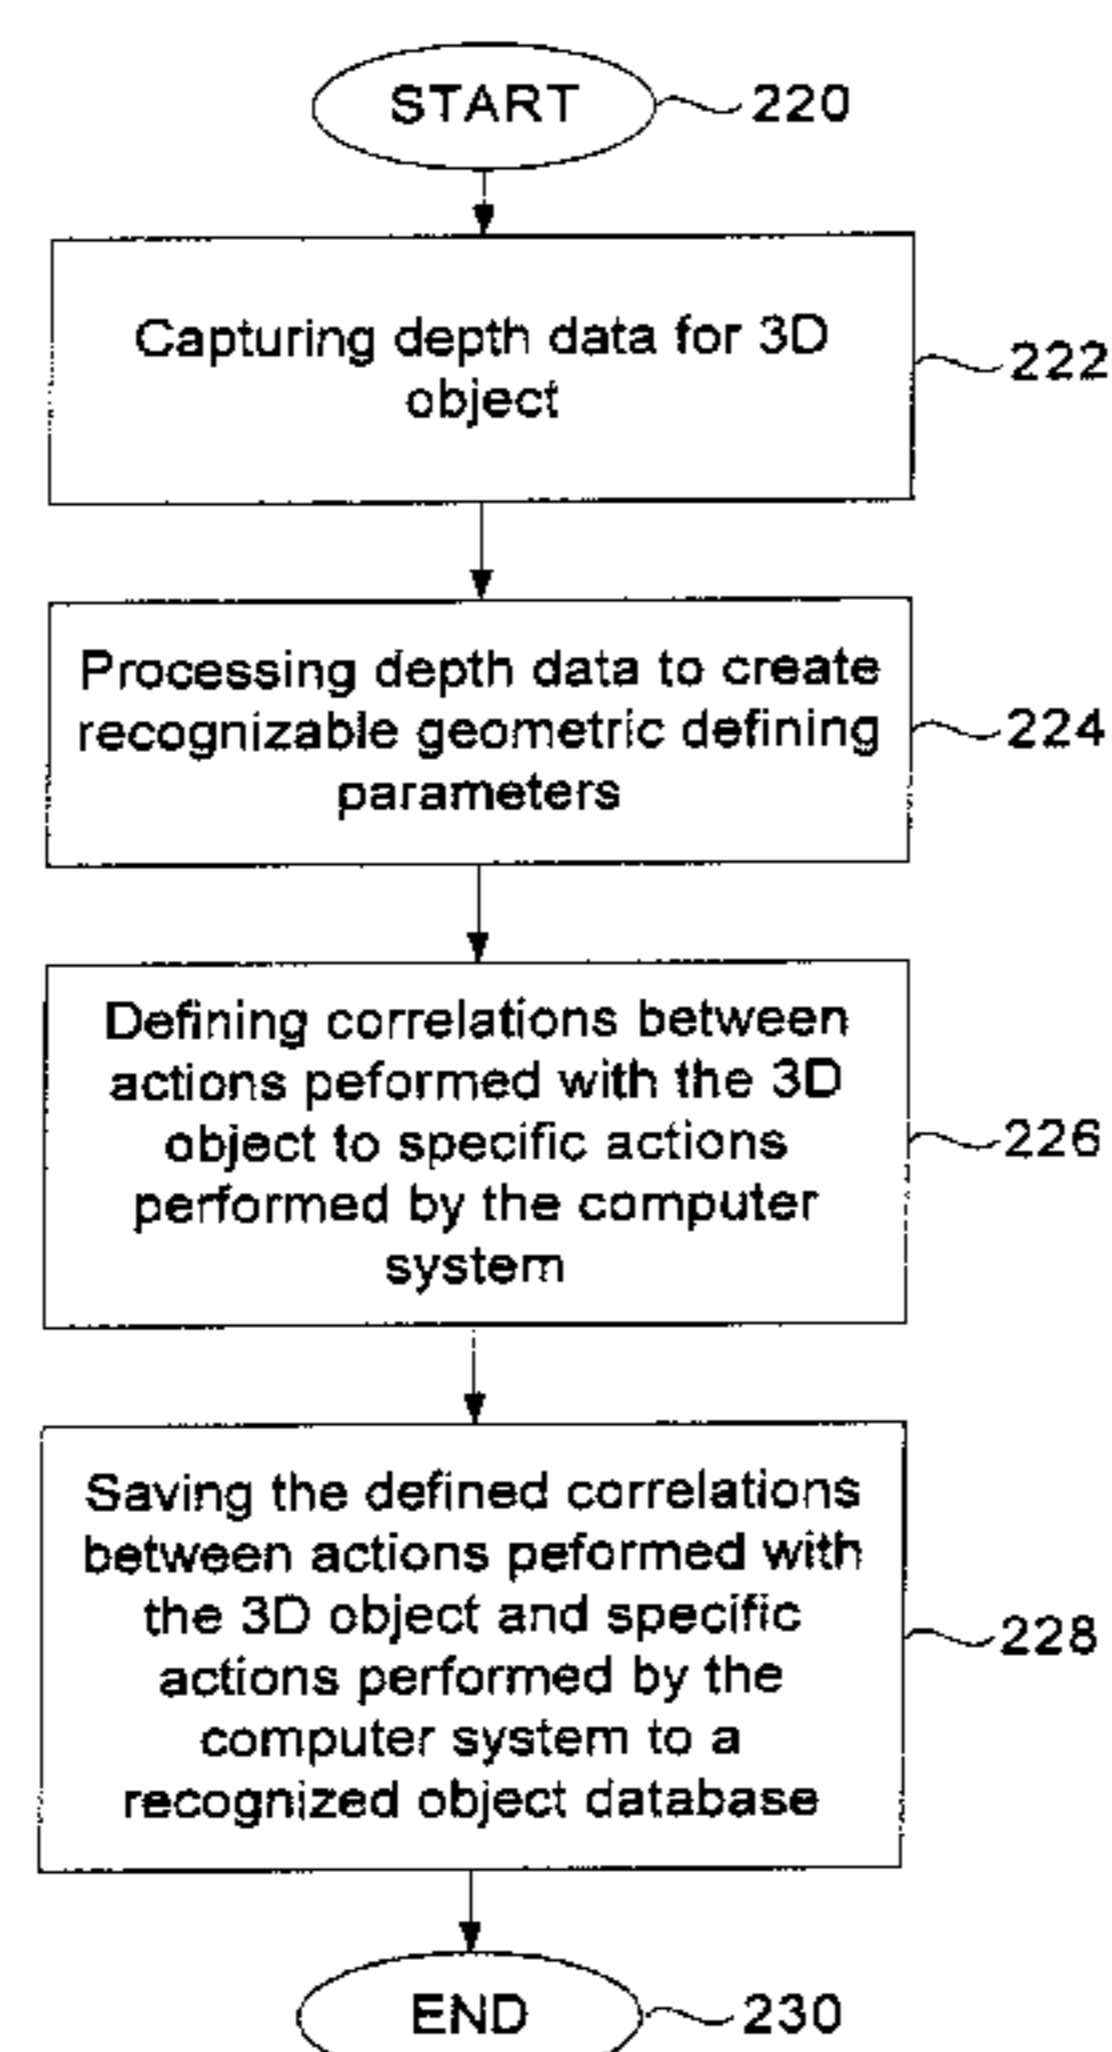 START
220
Capturing depth data for 3D
object
222
Processing depth data to create
recognizable geometric defining
parameters
224
Defining correlations between
actions peformed with the 3D
object to specific actions
performed by the computer
system
226
Saving the defined correlations
between actions peformed with
the 3D object and specific
actions performed by the
computer system to a
recognized object database
228
END
230